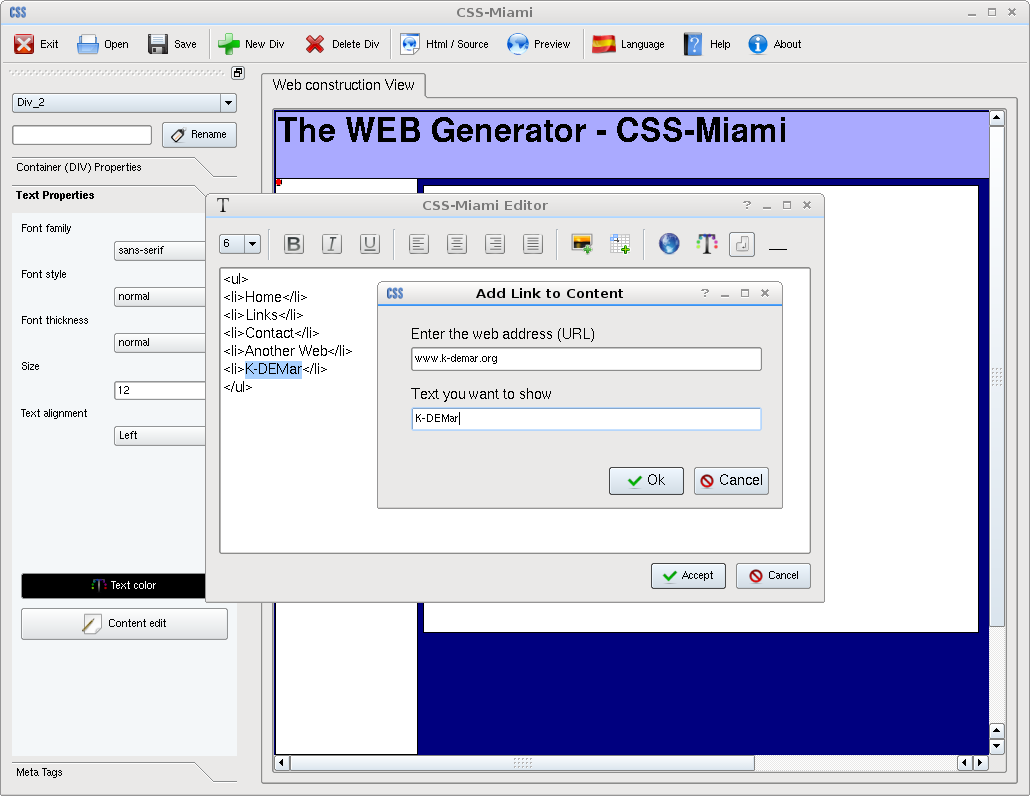 CSS CSS-Miami
Exit Open Save New Div Delete Div Html / Source Preview Language Help About
Div_2
Rename
Container (DIV) Properties
Text Properties
Font family
sans-serif
Font style
normal
Font thickness
normal
Size
12
Text alignment
Left
Text color
Content edit
Meta Tags
Web construction View
The WEB Generator - CSS-Miami
T CSS-Miami Editor
6 B I U T
<ul>
<li>Home</li>
<li>Links</li>
<li>Contact</li>
<li>Another Web</li>
<li>K-DEMar</li>
</ul>
Accept Cancel
CSS Add Link to Content
Enter the web address (URL)
www.k-demar.org
Text you want to show
K-DEMar
Ok Cancel